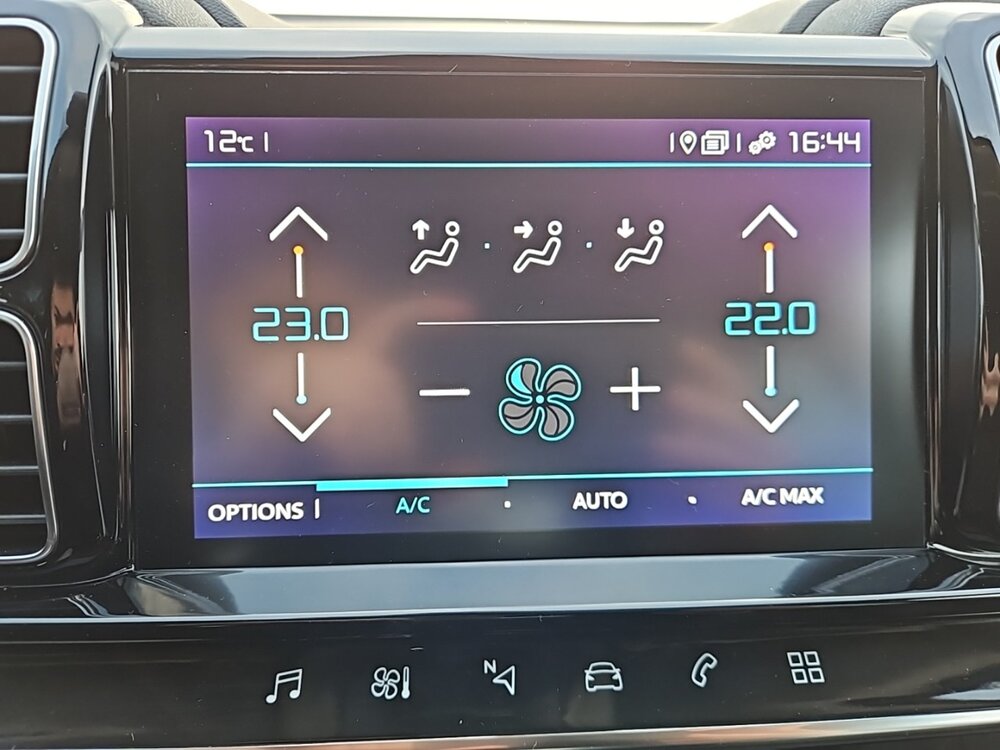 12°C
16:44
23.0
22.0
OPTIONS A/C AUTO A/C MAX
N